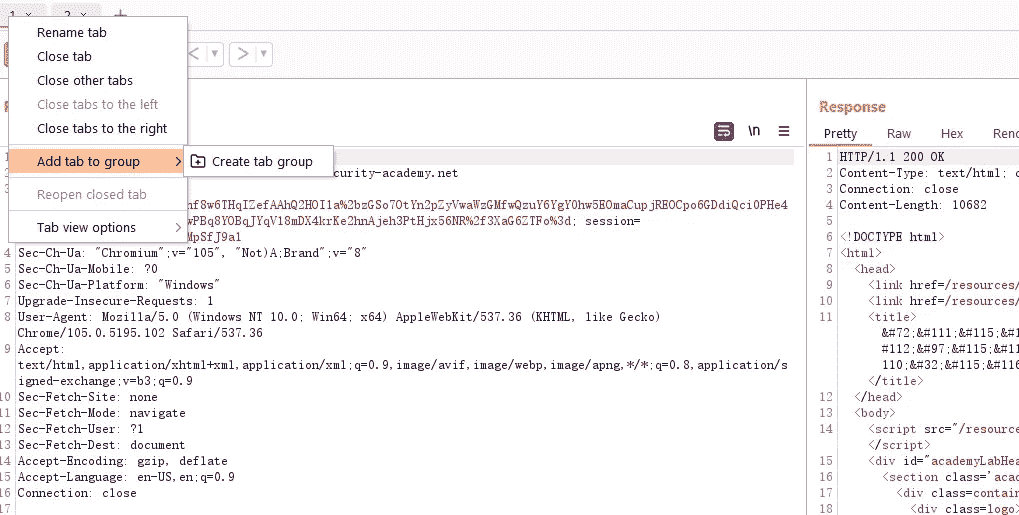 1 2 +
Rename tab
Close tab
Close other tabs
Close tabs to the left
Close tabs to the right
Add tab to group
Create tab group
Reopen closed tab
Tab view options
< >
\n
1
2 curity-academy.net
3
nf8w6THqIZefAAhQ2HOI1a%2bzGSo7OtYn2pZyVwaWzGMfwQzuY6YgY0hw5EOmaCupjREOCpo6GDdiQci0PHe4
wPBq8YOBqJYqV18mDX4krKe2hnAjeh3PtHjx56NR%2f3XaG6ZTFo%3d; session=
MpSfJ9a1
4 Sec-Ch-Ua: "Chromium";v="105", "Not)A;Brand";v="8"
5 Sec-Ch-Ua-Mobile: ?0
6 Sec-Ch-Ua-Platform: "Windows"
7 Upgrade-Insecure-Requests: 1
8 User-Agent: Mozilla/5.0 (Windows NT 10.0; Win64; x64) AppleWebKit/537.36 (KHTML, like Gecko)
Chrome/105.0.5195.102 Safari/537.36
9 Accept:
text/html,application/xhtml+xml,application/xml;q=0.9,image/avif,image/webp,image/apng,*/*;q=0.8,application/s
igned-exchange;v=b3;q=0.9
10 Sec-Fetch-Site: none
11 Sec-Fetch-Mode: navigate
12 Sec-Fetch-User: ?1
13 Sec-Fetch-Dest: document
14 Accept-Encoding: gzip, deflate
15 Accept-Language: en-US,en;q=0.9
16 Connection: close
17
Response
Pretty Raw Hex Ren
1 HTTP/1.1 200 OK
2 Content-Type: text/html; c
3 Connection: close
4 Content-Length: 10682
5
6 <!DOCTYPE html>
7 <html>
8 <head>
9 <link href=/resources/
10 <link href=/resources/
11 <title>
&#72;&#111;&#115;&#1
#112;&#97;&#115;&#11
110;&#32;&#115;&#116
</title>
12 </head>
13 <body>
14 <script src="/resource
</script>
15 <div id="academyLabHea
16 <section class='acad
17 <div class=contain
18 <div class=logo>